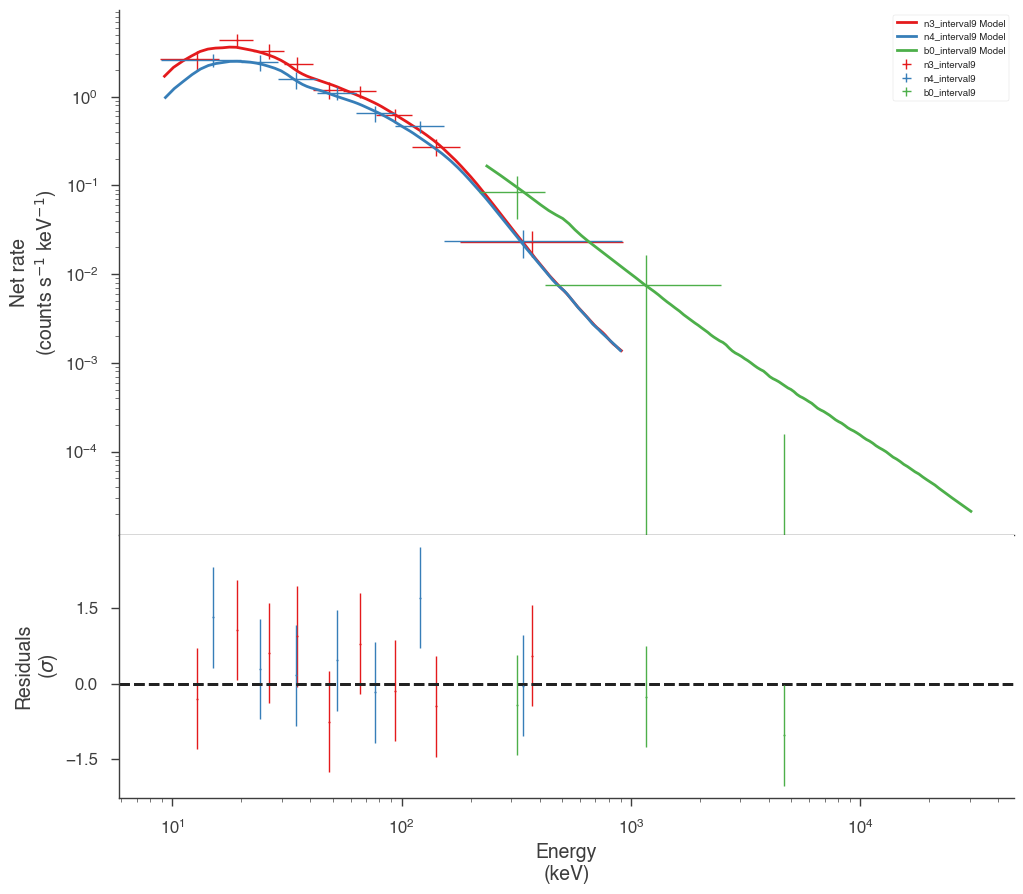 n3_interval9 Model
n4_interval9 Model
b0_interval9 Model
n3_interval9
n4_interval9
b0_interval9
Net rate
(counts s⁻¹ keV⁻¹)
10⁰
10⁻¹
10⁻²
10⁻³
10⁻⁴
Residuals
(σ)
1.5
0.0
−1.5
10¹
10²
10³
10⁴
Energy
(keV)